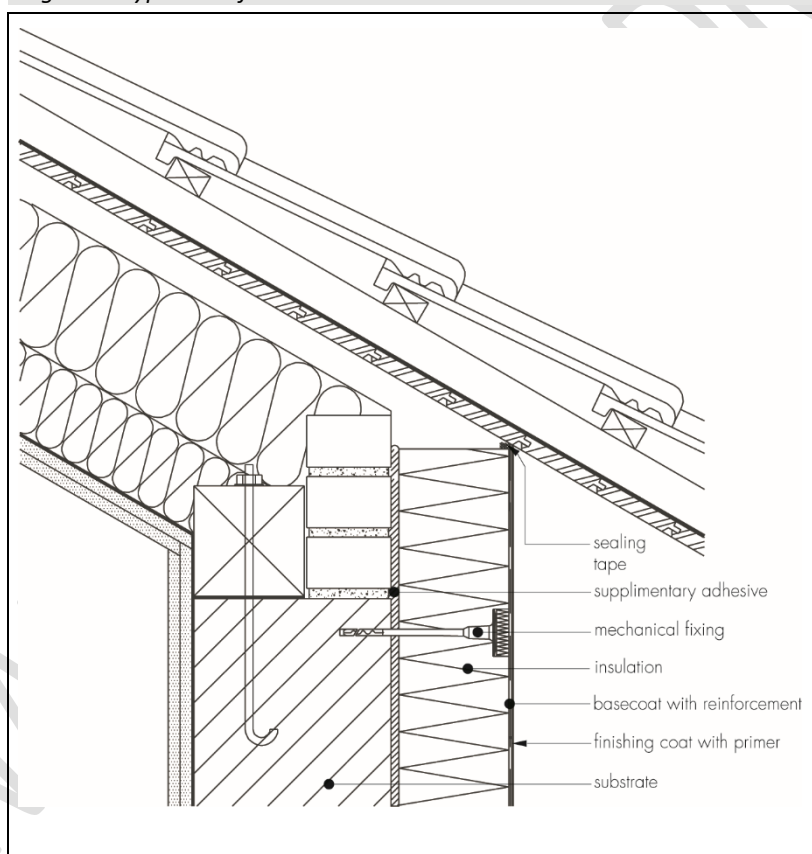 sealing
tape
supplimentary adhesive
mechanical fixing
insulation
basecoat with reinforcement
finishing coat with primer
substrate